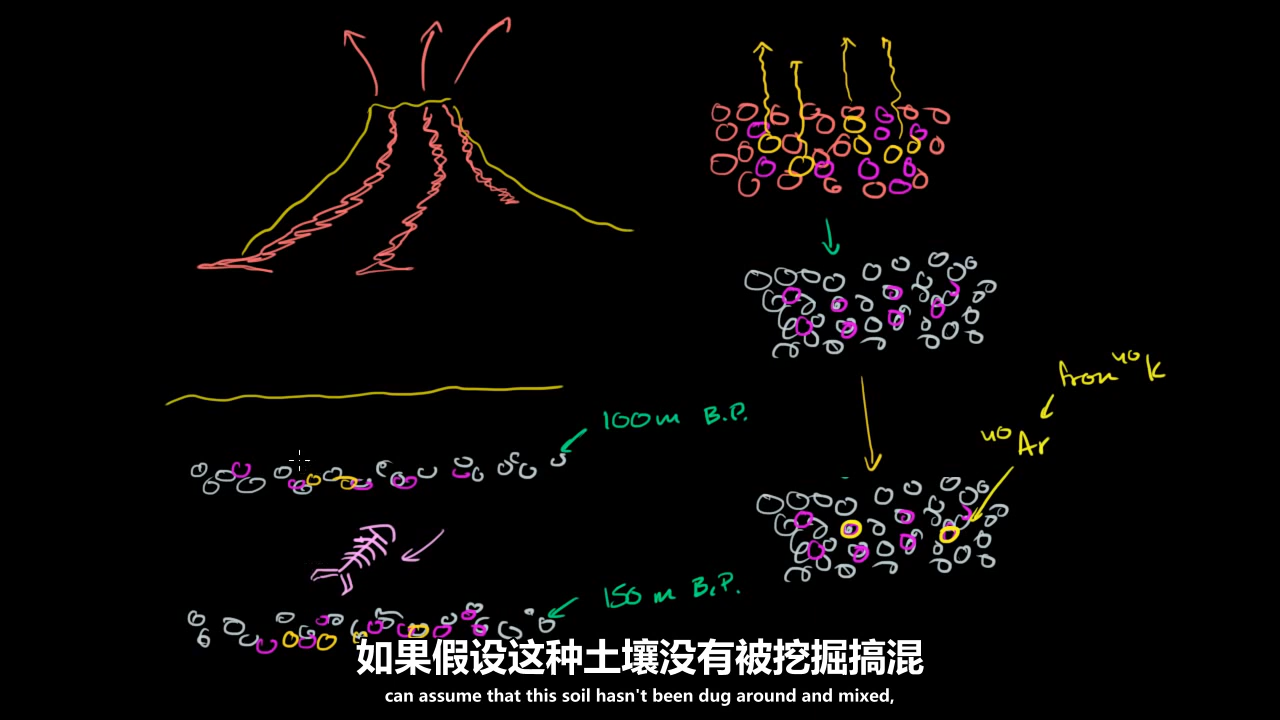 from ⁴⁰K
⁴⁰Ar
100m B.P.
150m B.P.
如果假设这种土壤没有被挖掘搞混
can assume that this soil hasn't been dug around and mixed,